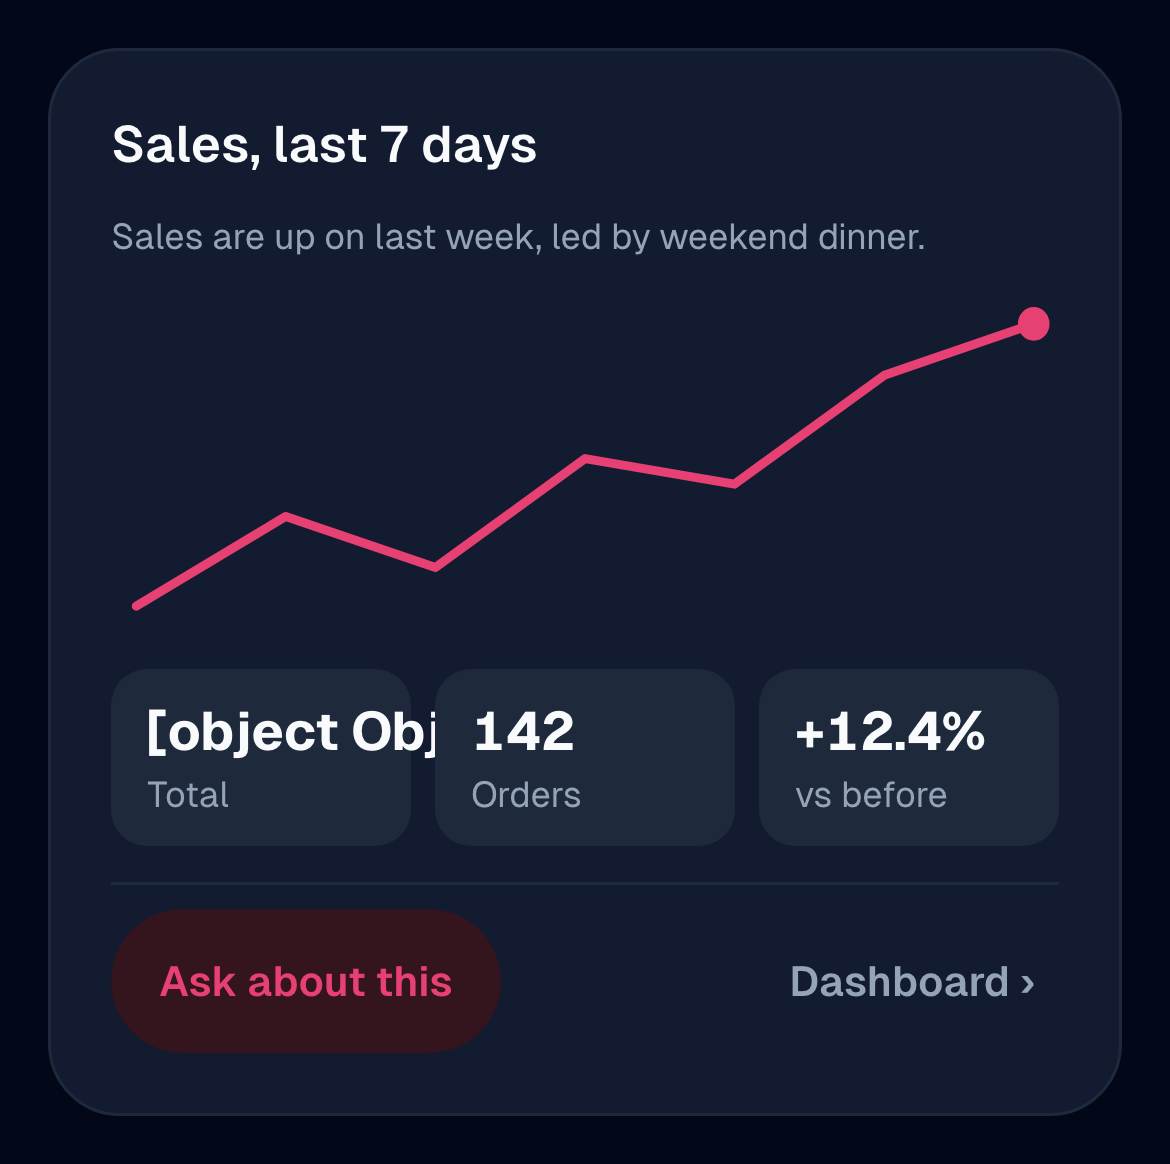 Sales, last 7 days
Sales are up on last week, led by weekend dinner.
[object Obj
142
+12.4%
Total
Orders
vs before
Ask about this
Dashboard ›